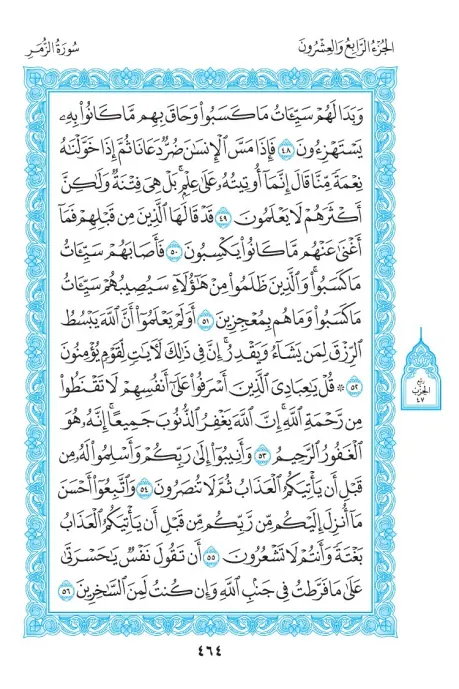 الجُزْءُ الرَّابِعُ وَالعِشْرُونَ
سُورَةُ الزُّمَرِ
وَبَدَا لَهُمْ سَيِّـَٔاتُ مَا كَسَبُوا۟ وَحَاقَ بِهِم مَّا كَانُوا۟ بِهِۦ
يَسْتَهْزِءُونَ ٤٨ فَإِذَا مَسَّ ٱلْإِنسَـٰنَ ضُرٌّ دَعَانَا ثُمَّ إِذَا خَوَّلْنَـٰهُ
نِعْمَةً مِّنَّا قَالَ إِنَّمَآ أُوتِيتُهُۥ عَلَىٰ عِلْمٍۭ ۚ بَلْ هِىَ فِتْنَةٌ وَلَـٰكِنَّ
أَكْثَرَهُمْ لَا يَعْلَمُونَ ٤٩ قَدْ قَالَهَا ٱلَّذِينَ مِن قَبْلِهِمْ فَمَآ
أَغْنَىٰ عَنْهُم مَّا كَانُوا۟ يَكْسِبُونَ ٥٠ فَأَصَابَهُمْ سَيِّـَٔاتُ
مَا كَسَبُوا۟ ۚ وَٱلَّذِينَ ظَلَمُوا۟ مِنْ هَـٰٓؤُلَآءِ سَيُصِيبُهُمْ سَيِّـَٔاتُ
مَا كَسَبُوا۟ وَمَا هُم بِمُعْجِزِينَ ٥١ أَوَلَمْ يَعْلَمُوٓا۟ أَنَّ ٱللَّهَ يَبْسُطُ
ٱلرِّزْقَ لِمَن يَشَآءُ وَيَقْدِرُ ۚ إِنَّ فِى ذَٰلِكَ لَـَٔايَـٰتٍ لِّقَوْمٍ يُؤْمِنُونَ
٥٢ ۞ قُلْ يَـٰعِبَادِىَ ٱلَّذِينَ أَسْرَفُوا۟ عَلَىٰٓ أَنفُسِهِمْ لَا تَقْنَطُوا۟
مِن رَّحْمَةِ ٱللَّهِ ۚ إِنَّ ٱللَّهَ يَغْفِرُ ٱلذُّنُوبَ جَمِيعًا ۚ إِنَّهُۥ هُوَ
ٱلْغَفُورُ ٱلرَّحِيمُ ٥٣ وَأَنِيبُوٓا۟ إِلَىٰ رَبِّكُمْ وَأَسْلِمُوا۟ لَهُۥ مِن
قَبْلِ أَن يَأْتِيَكُمُ ٱلْعَذَابُ ثُمَّ لَا تُنصَرُونَ ٥٤ وَٱتَّبِعُوٓا۟ أَحْسَنَ
مَآ أُنزِلَ إِلَيْكُم مِّن رَّبِّكُم مِّن قَبْلِ أَن يَأْتِيَكُمُ ٱلْعَذَابُ
بَغْتَةً وَأَنتُمْ لَا تَشْعُرُونَ ٥٥ أَن تَقُولَ نَفْسٌ يَـٰحَسْرَتَىٰ
عَلَىٰ مَا فَرَّطتُ فِى جَنۢبِ ٱللَّهِ وَإِن كُنتُ لَمِنَ ٱلسَّـٰخِرِينَ ٥٦
ربع
الحزب
٤٧
٤٦٤